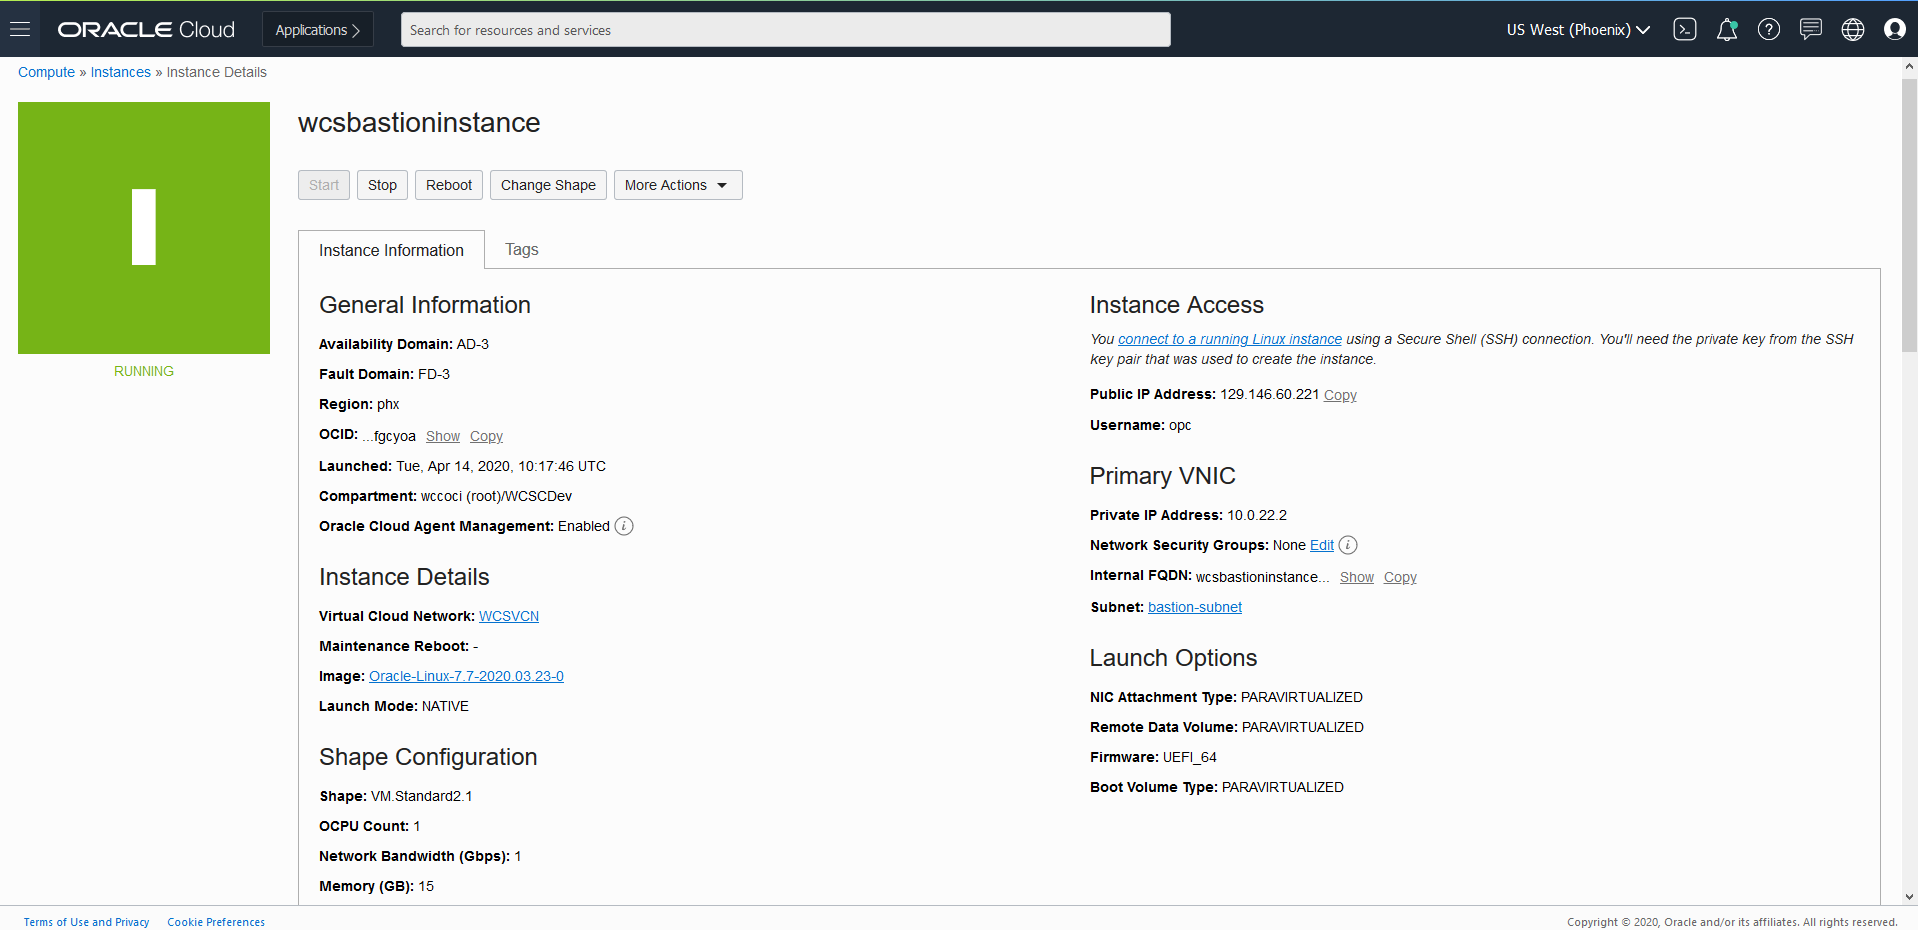 ORACLE Cloud
Applications
Search for resources and services
US West (Phoenix)
Compute » Instances » Instance Details
RUNNING
wcsbastioninstance
Start Stop Reboot Change Shape More Actions
Instance Information Tags
General Information
Availability Domain: AD-3
Fault Domain: FD-3
Region: phx
OCID: ...fgcyoa Show Copy
Launched: Tue, Apr 14, 2020, 10:17:46 UTC
Compartment: wccoci (root)/WCSCDev
Oracle Cloud Agent Management: Enabled i
Instance Details
Virtual Cloud Network: WCSVCN
Maintenance Reboot: -
Image: Oracle-Linux-7.7-2020.03.23-0
Launch Mode: NATIVE
Shape Configuration
Shape: VM.Standard2.1
OCPU Count: 1
Network Bandwidth (Gbps): 1
Memory (GB): 15
Instance Access
You connect to a running Linux instance using a Secure Shell (SSH) connection. You'll need the private key from the SSH
key pair that was used to create the instance.
Public IP Address: 129.146.60.221 Copy
Username: opc
Primary VNIC
Private IP Address: 10.0.22.2
Network Security Groups: None Edit i
Internal FQDN: wcsbastioninstance... Show Copy
Subnet: bastion-subnet
Launch Options
NIC Attachment Type: PARAVIRTUALIZED
Remote Data Volume: PARAVIRTUALIZED
Firmware: UEFI_64
Boot Volume Type: PARAVIRTUALIZED
Terms of Use and Privacy Cookie Preferences
Copyright © 2020, Oracle and/or its affiliates. All rights reserved.